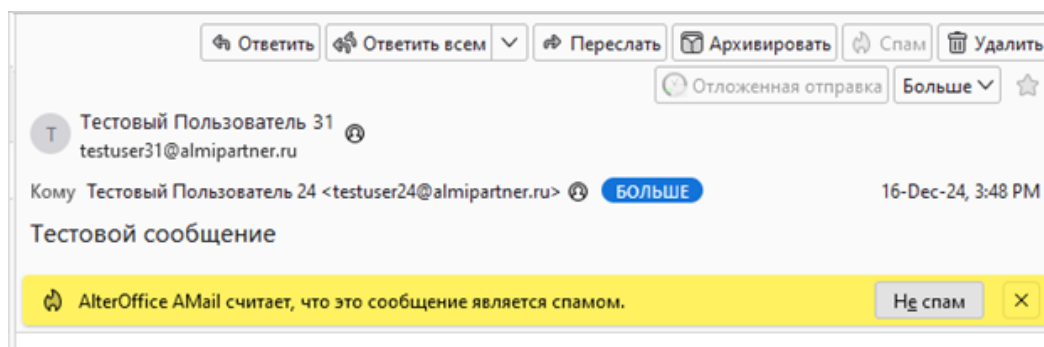 Ответить Ответить всем Переслать Архивировать Спам Удалить
Отложенная отправка Больше
Т Тестовый Пользователь 31
testuser31@almipartner.ru
Кому Тестовый Пользователь 24 <testuser24@almipartner.ru> БОЛЬШЕ 16-Dec-24, 3:48 PM
Тестовой сообщение
AlterOffice AMail считает, что это сообщение является спамом. Не спам